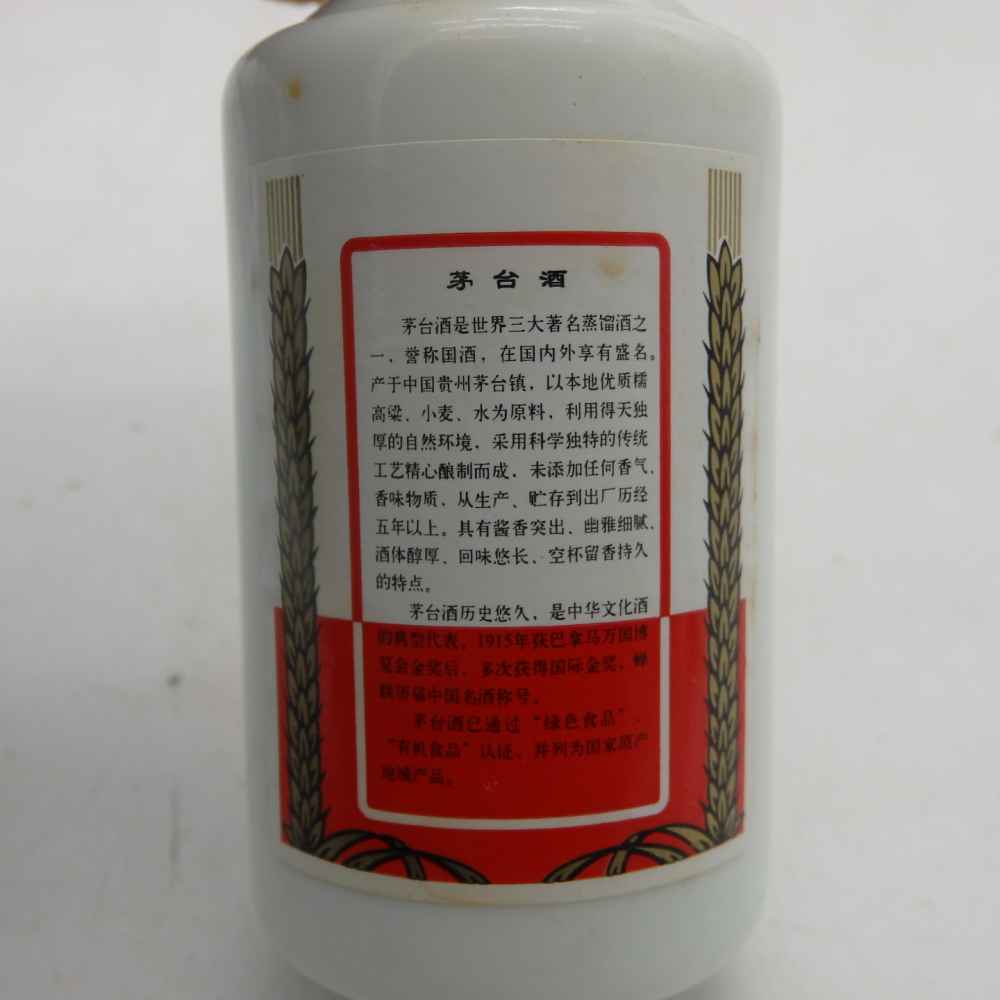 茅台酒
茅台酒是世界三大著名蒸馏酒之
一、誉称国酒，在国内外享有盛名。
产于中国贵州茅台镇，以本地优质糯
高粱、小麦、水为原料，利用得天独
厚的自然环境，采用科学独特的传统
工艺精心酿制而成，未添加任何香气、
香味物质、从生产、贮存到出厂历经
五年以上。具有酱香突出、幽雅细腻、
酒体醇厚、回味悠长、空杯留香持久
的特点。
茅台酒历史悠久，是中华文化酒
的典型代表，1915年获巴拿马万国博
览会金奖后，多次获得国际金奖，蝉
联历届中国名酒称号。
茅台酒已通过“绿色食品”、
“有机食品”认证、并列为国家原产
地域产品。